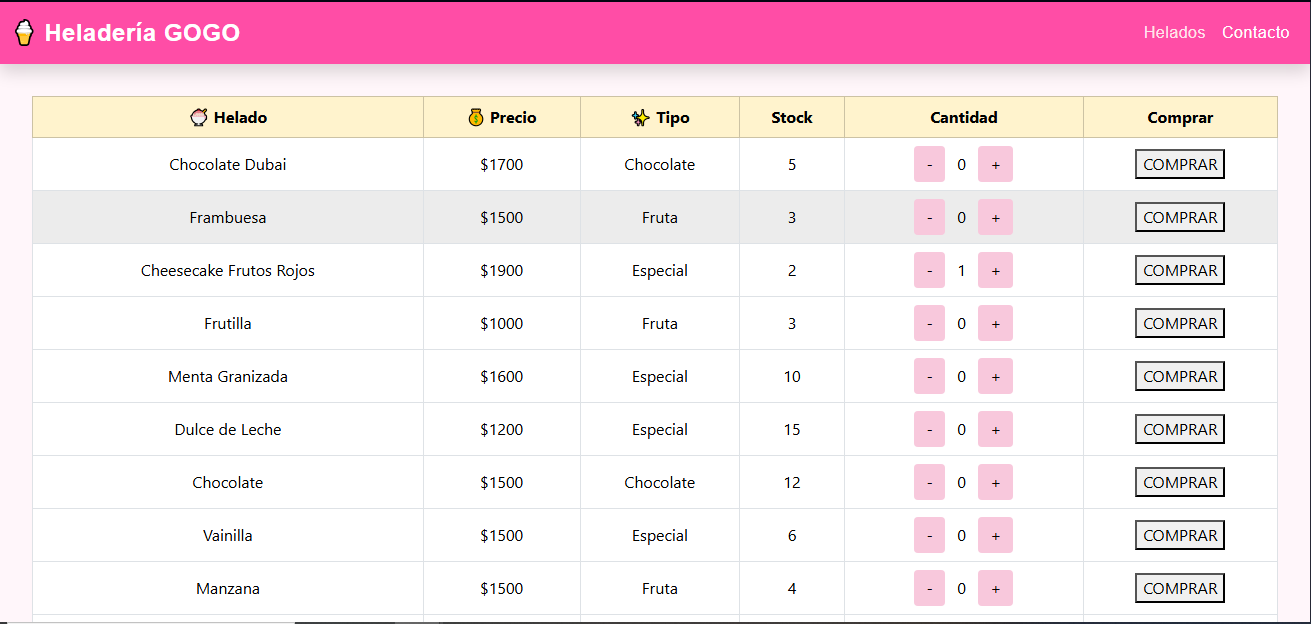 Heladería GOGO Helados Contacto
Helado Precio Tipo Stock Cantidad Comprar
Chocolate Dubai $1700 Chocolate 5 - 0 + COMPRAR
Frambuesa $1500 Fruta 3 - 0 + COMPRAR
Cheesecake Frutos Rojos $1900 Especial 2 - 1 + COMPRAR
Frutilla $1000 Fruta 3 - 0 + COMPRAR
Menta Granizada $1600 Especial 10 - 0 + COMPRAR
Dulce de Leche $1200 Especial 15 - 0 + COMPRAR
Chocolate $1500 Chocolate 12 - 0 + COMPRAR
Vainilla $1500 Especial 6 - 0 + COMPRAR
Manzana $1500 Fruta 4 - 0 + COMPRAR